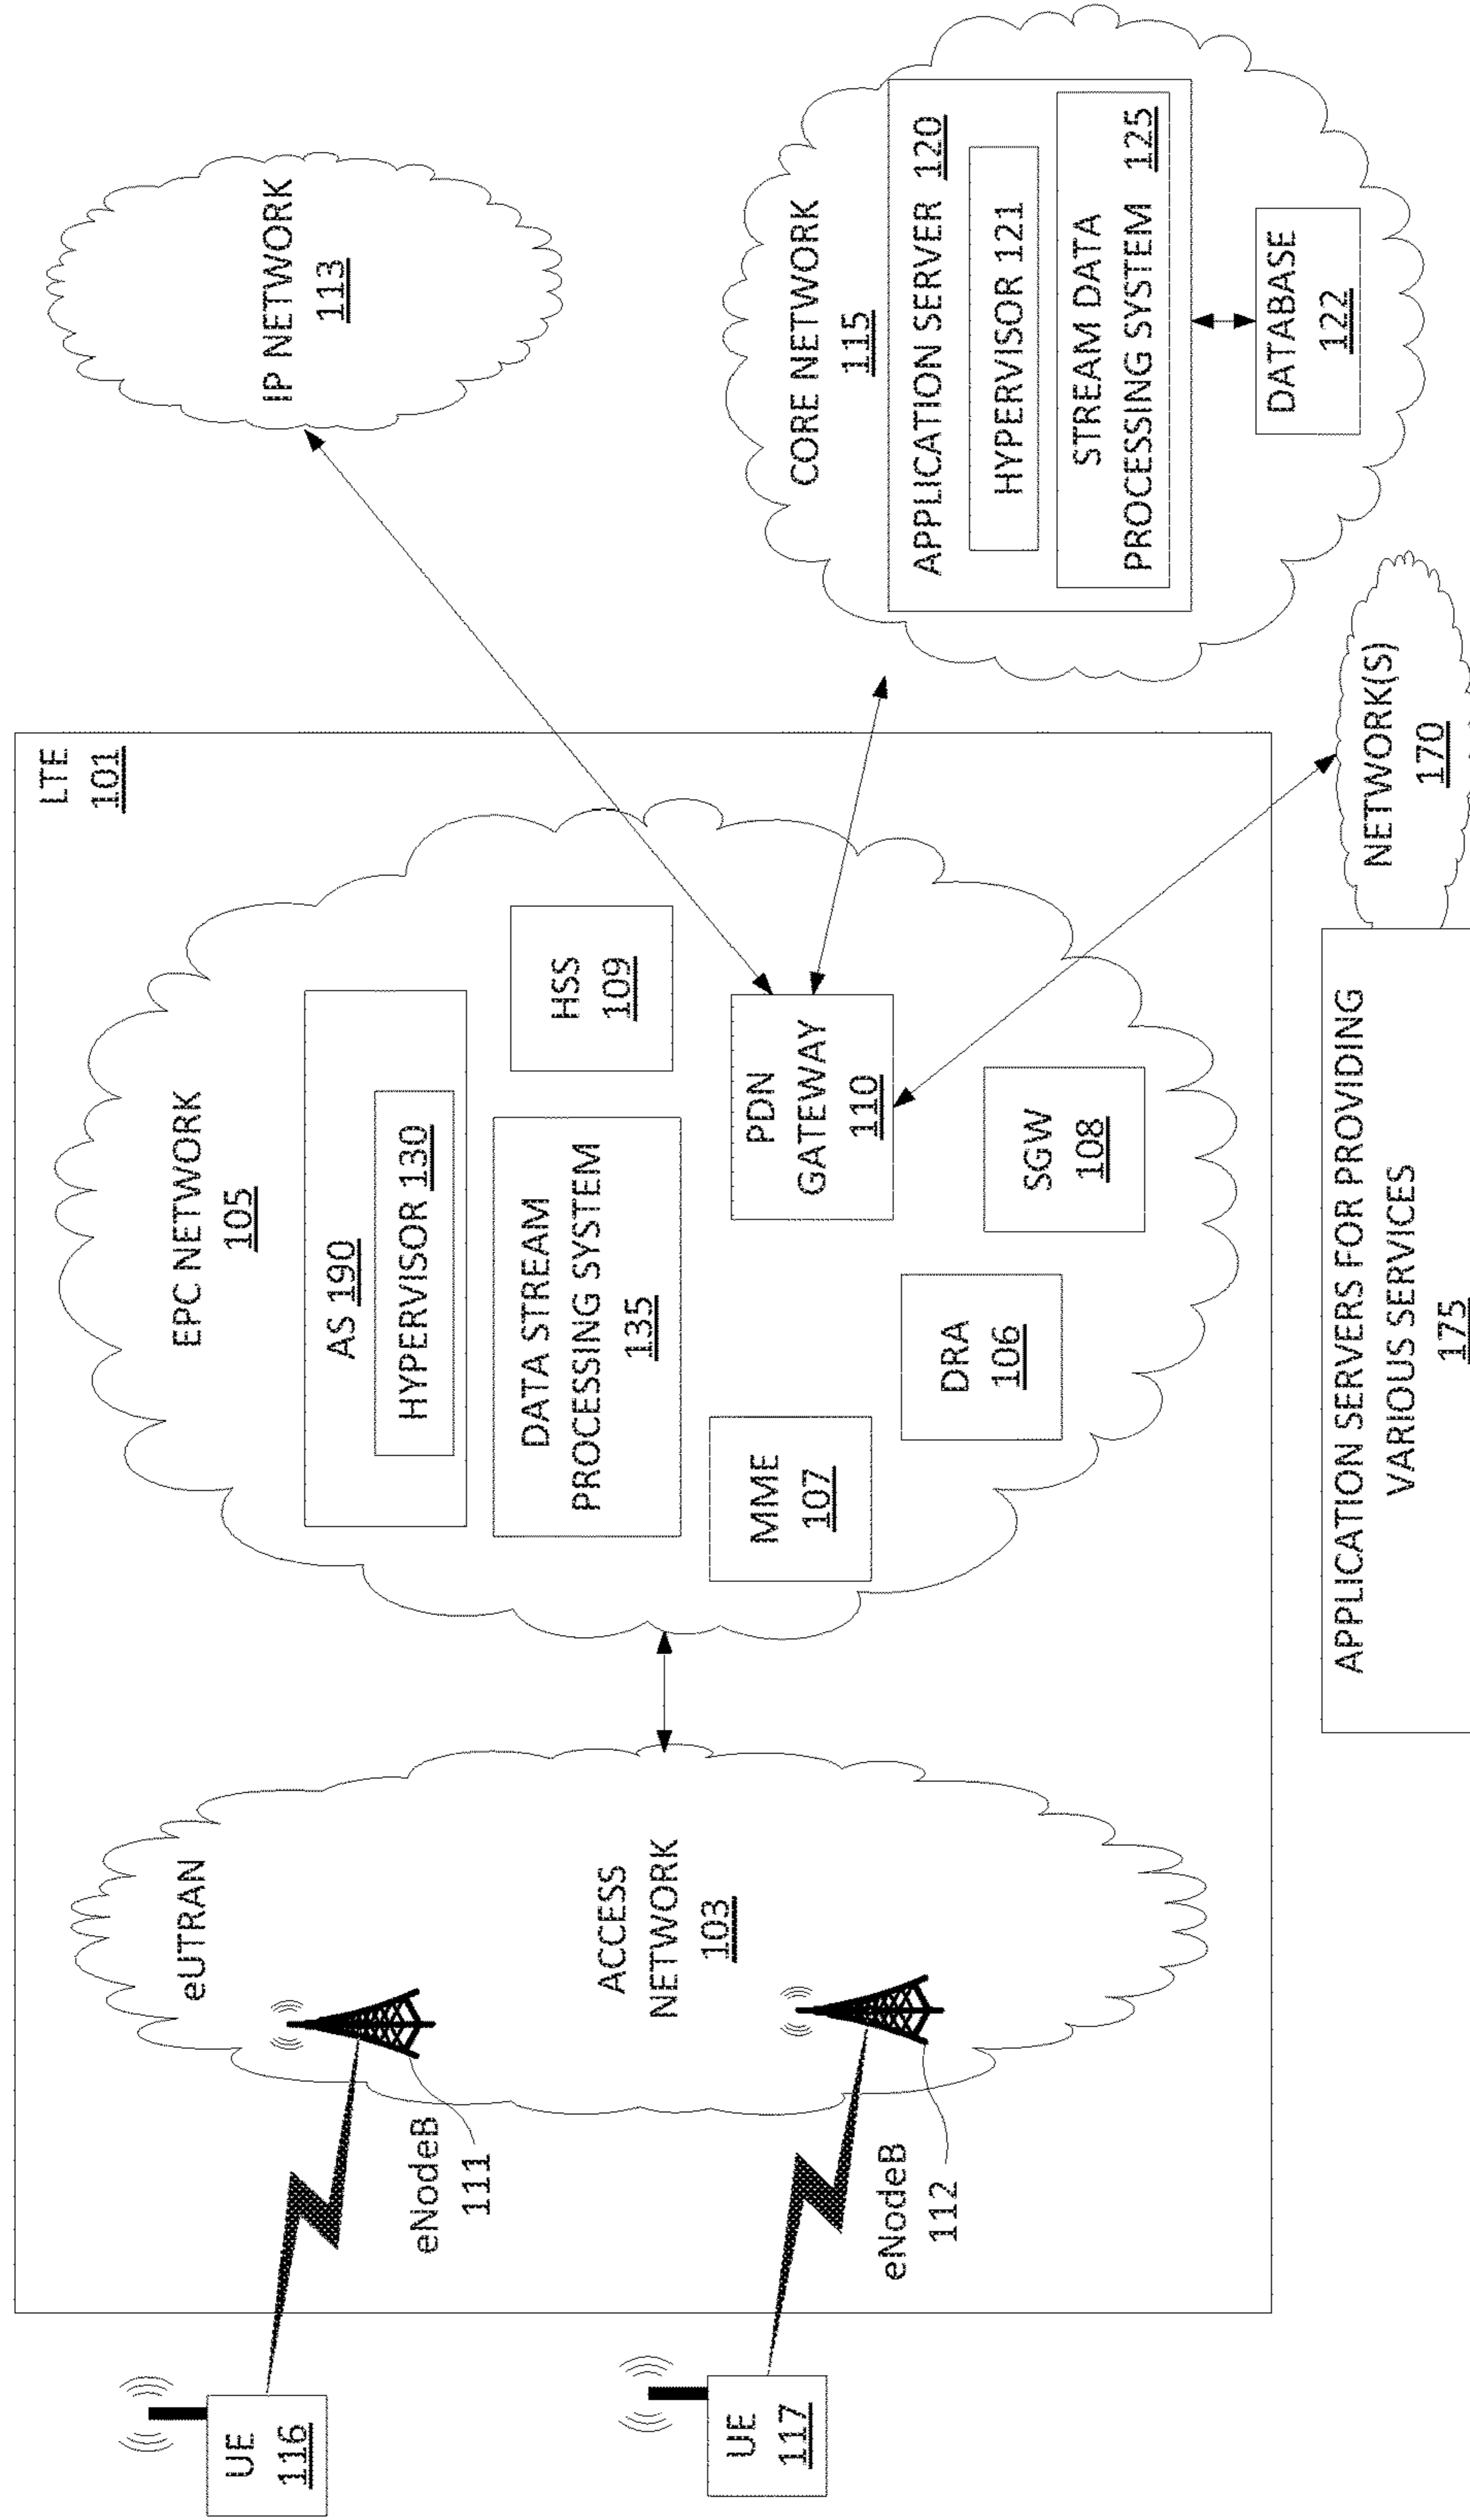 LTE
101
UE
116
UE
117
eNodeB
111
eNodeB
112
eUTRAN
ACCESS
NETWORK
103
EPC NETWORK
105
AS 190
HYPERVISOR 130
DATA STREAM
PROCESSING SYSTEM
135
HSS
109
MME
107
PDN
GATEWAY
110
DRA
106
SGW
108
IP NETWORK
113
CORE NETWORK
115
APPLICATION SERVER 120
HYPERVISOR 121
STREAM DATA
PROCESSING SYSTEM 125
DATABASE
122
NETWORK(S)
170
APPLICATION SERVERS FOR PROVIDING
VARIOUS SERVICES
175